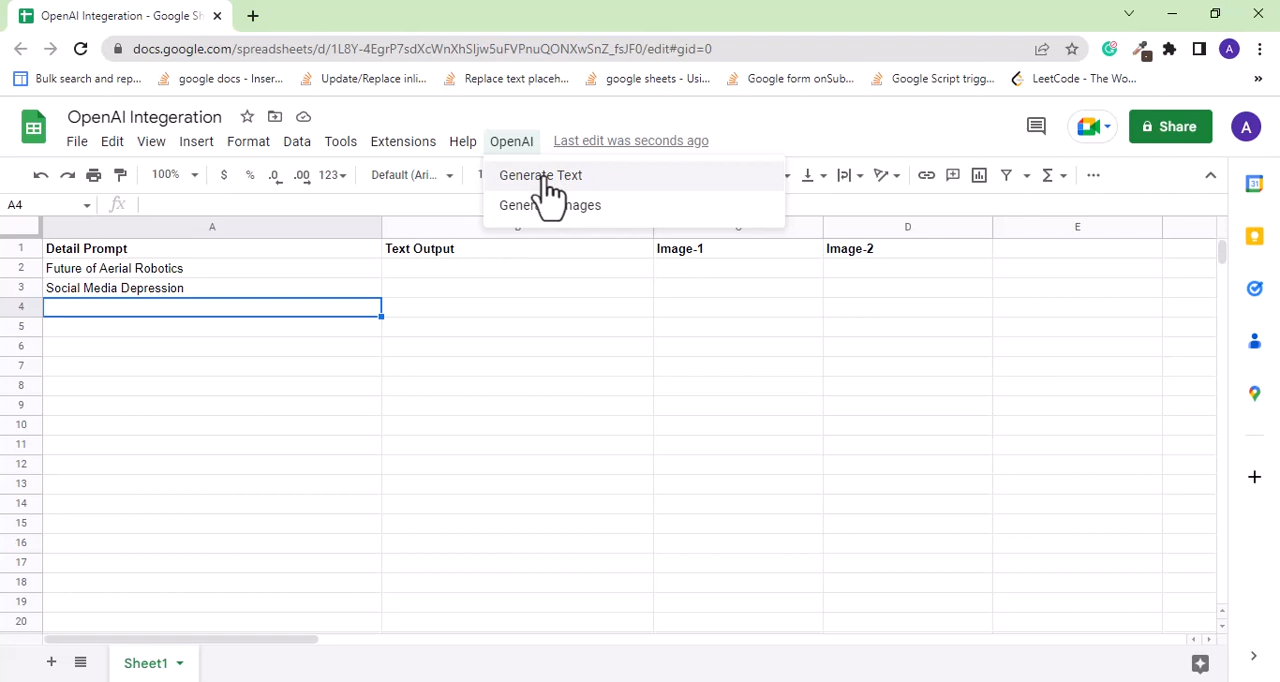 OpenAI Integeration - Google Sh
docs.google.com/spreadsheets/d/1L8Y-4EgrP7sdXcWnXhSljw5uFVPnuQONXwSnZ_fsJF0/edit#gid=0
A
Bulk search and rep... google docs - Inser... Update/Replace inli... Replace text placeh... google sheets - Usi... Google form onSub... Google Script trigg... LeetCode - The Wo... »
OpenAI Integeration
File Edit View Insert Format Data Tools Extensions Help OpenAI Last edit was seconds ago
Share
A
100% $ % .0 .00 123 Default (Ari...
Generate Text
A4 fx
A D E
1 Detail Prompt Text Output Image-1 Image-2
2 Future of Aerial Robotics
3 Social Media Depression
4
5
6
7
8
9
10
11
12
13
14
15
16
17
18
19
20
Sheet1
31